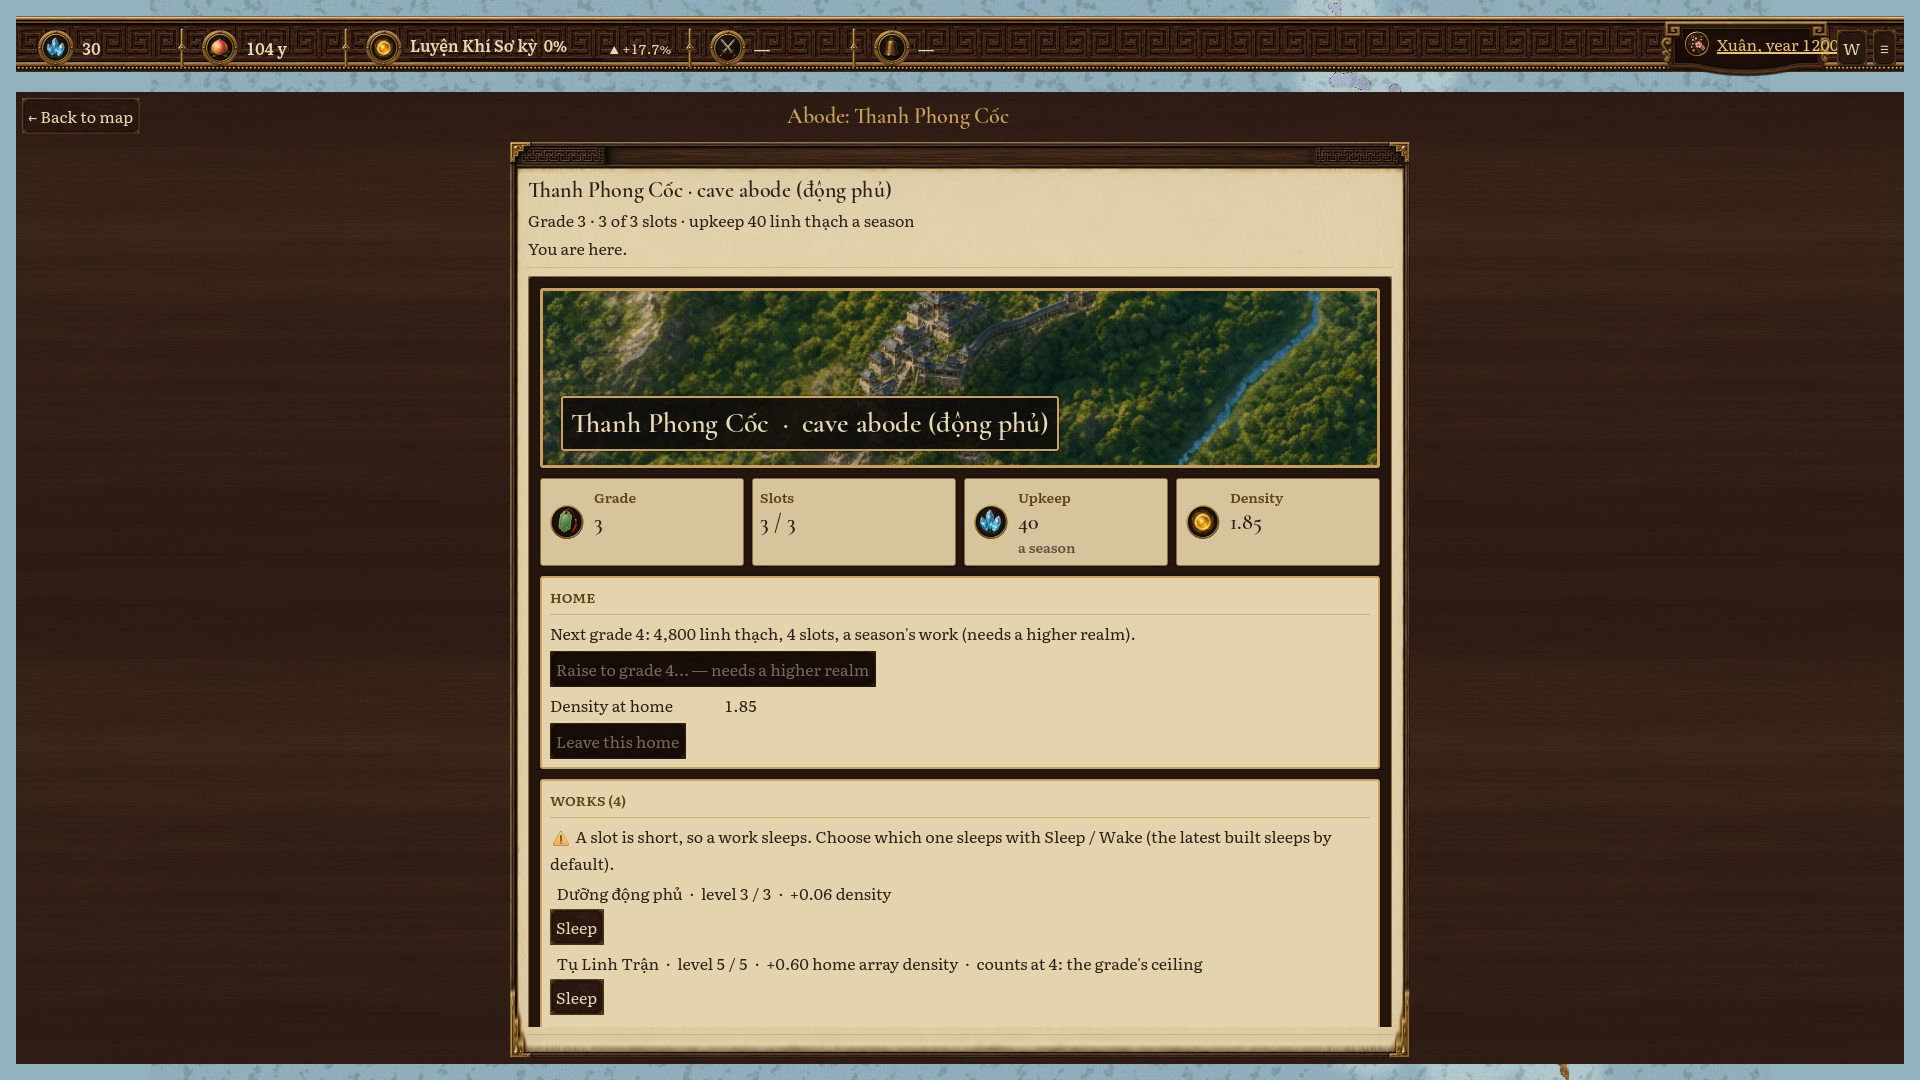 30
104 y
Luyện Khí Sơ kỳ 0%
▲ +17.7%
—
—
Xuân, year 1200
W
≡
← Back to map
Abode: Thanh Phong Cốc
Thanh Phong Cốc · cave abode (động phủ)
Grade 3 · 3 of 3 slots · upkeep 40 linh thạch a season
You are here.
Thanh Phong Cốc · cave abode (động phủ)
Grade
3
Slots
3 / 3
Upkeep
40
a season
Density
1.85
HOME
Next grade 4: 4,800 linh thạch, 4 slots, a season's work (needs a higher realm).
Raise to grade 4… — needs a higher realm
Density at home 1.85
Leave this home
WORKS (4)
⚠️ A slot is short, so a work sleeps. Choose which one sleeps with Sleep / Wake (the latest built sleeps by
default).
Dưỡng động phủ · level 3 / 3 · +0.06 density
Sleep
Tụ Linh Trận · level 5 / 5 · +0.60 home array density · counts at 4: the grade's ceiling
Sleep